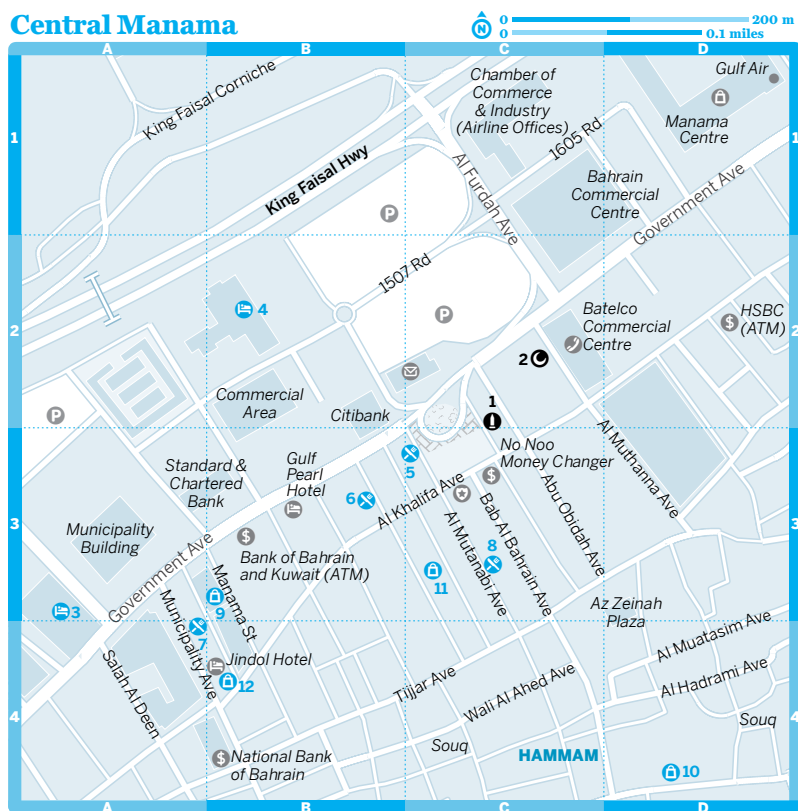 Central Manama
N
0 200 m
0 0.1 miles
A B C D
1
1
2
2
3
3
4
4
A B C D
King Faisal Corniche
King Faisal Hwy
Chamber of
Commerce
& Industry
(Airline Offices)
Gulf Air
Manama
Centre
1605 Rd
Al Furdah Ave
Bahrain
Commercial
Centre
Government Ave
P
1507 Rd
P
4
Batelco
Commercial
Centre
HSBC
(ATM)
$
2
1
P
Commercial
Area
Citibank
No Noo
Money Changer
$
Al Muthanna Ave
Standard &
Chartered
Bank
Gulf
Pearl
Hotel
5
6
Al Khalifa Ave
Abu Obidah Ave
Municipality
Building
Government Ave
$
Bank of Bahrain
and Kuwait (ATM)
Al Mutanabi Ave
Bab Al Bahrain Ave
8
11
3
9
Manama St
Municipality Ave
7
Az Zeinah
Plaza
Salah Al Deen
Jindol Hotel
12
Tijjar Ave
Wali Al Ahed Ave
Al Muatasim Ave
Al Hadrami Ave
Souq
Souq
HAMMAM
$
National Bank
of Bahrain
10